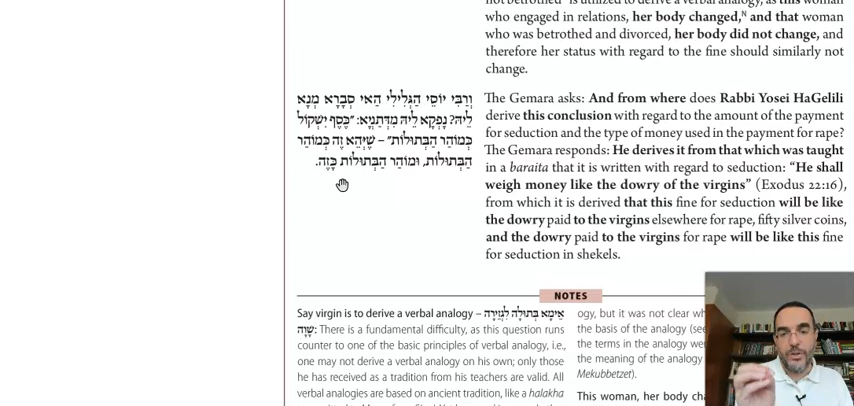 not betrothed" is utilized to derive a verbal analogy, as this woman
who engaged in relations, her body changed,ᴺ and that woman
who was betrothed and divorced, her body did not change, and
therefore her status with regard to the fine should similarly not
change.
וְרַבִּי יוֹסֵי הַגְּלִילִי הַאי סְבָרָא מְנָא
לֵיהּ? נָפְקָא לֵיהּ מִדְּתַנְיָא: "כֶּסֶף יִשְׁקוֹל
כְּמוֹהַר הַבְּתוּלוֹת" – שֶׁיְּהֵא זֶה כְּמוֹהַר
הַבְּתוּלוֹת, וּמוֹהַר הַבְּתוּלוֹת כָּזֶה.
The Gemara asks: And from where does Rabbi Yosei HaGelili
derive this conclusion with regard to the amount of the payment
for seduction and the type of money used in the payment for rape?
The Gemara responds: He derives it from that which was taught
in a baraita that it is written with regard to seduction: "He shall
weigh money like the dowry of the virgins" (Exodus 22:16),
from which it is derived that this fine for seduction will be like
the dowry paid to the virgins elsewhere for rape, fifty silver coins,
and the dowry paid to the virgins for rape will be like this fine
for seduction in shekels.
NOTES
Say virgin is to derive a verbal analogy – אֵימָא בְּתוּלָה לִגְזֵירָה
שָׁוָה: There is a fundamental difficulty, as this question runs
counter to one of the basic principles of verbal analogy, i.e.,
one may not derive a verbal analogy on his own; only those
he has received as a tradition from his teachers are valid. All
verbal analogies are based on ancient tradition, like a halakha
ogy, but it was not clear
the basis of the analogy (see
the terms in the analogy
the meaning of the analogy
Mekubbetzet).
This woman, her body